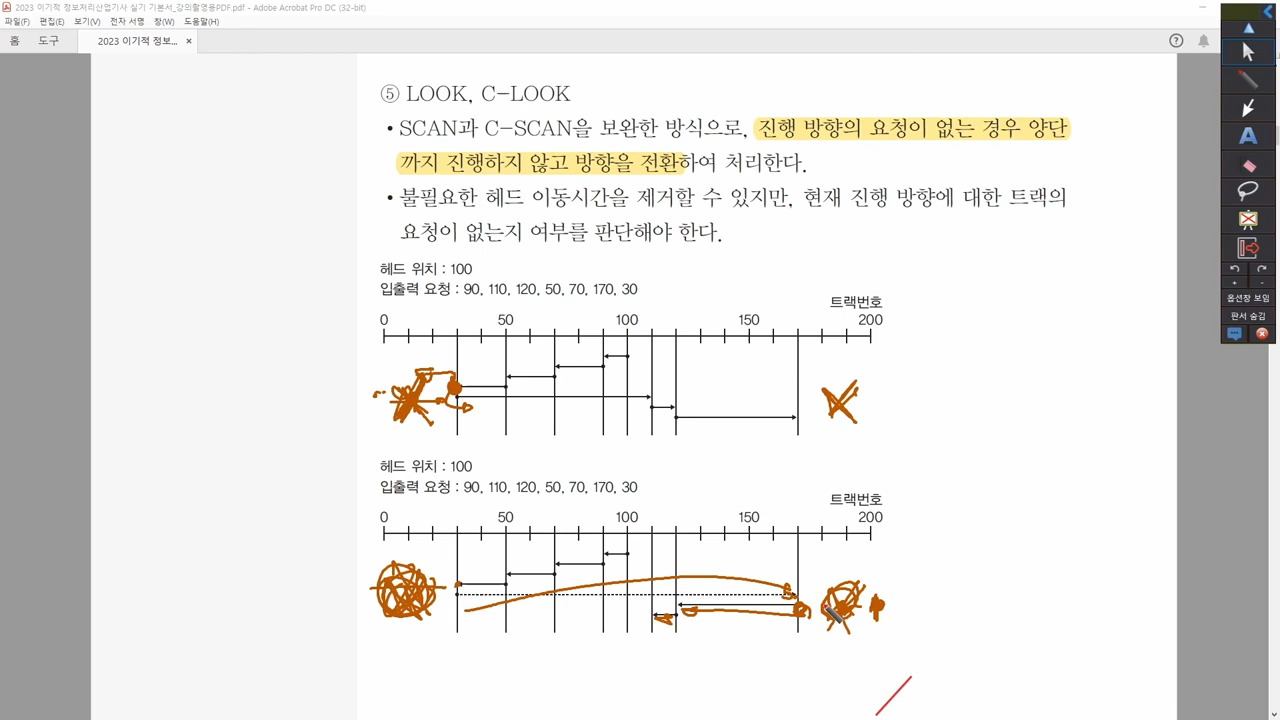 2023 이기적 정보처리산업기사 실기 기본서_강의촬영용PDF.pdf - Adobe Acrobat Pro DC (32-bit)
파일(F) 편집(E) 보기(V) 전자 서명 창(W) 도움말(H)
홈 도구 2023 이기적 정보... ×
⑤ LOOK, C-LOOK
• SCAN과 C-SCAN을 보완한 방식으로, 진행 방향의 요청이 없는 경우 양단
까지 진행하지 않고 방향을 전환하여 처리한다.
• 불필요한 헤드 이동시간을 제거할 수 있지만, 현재 진행 방향에 대한 트랙의
요청이 없는지 여부를 판단해야 한다.
헤드 위치 : 100
입출력 요청 : 90, 110, 120, 50, 70, 170, 30
트랙번호
0 50 100 150 200
헤드 위치 : 100
입출력 요청 : 90, 110, 120, 50, 70, 170, 30
트랙번호
0 50 100 150 200
A
+ -
옵션창 보임
판서 숨김